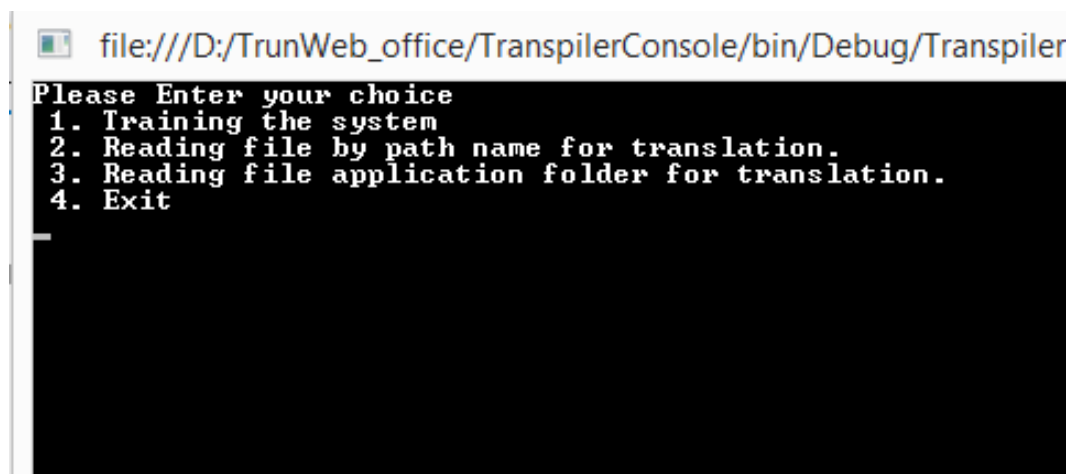 file:///D:/TrunWeb_office/TranspilerConsole/bin/Debug/Transpiler
Please Enter your choice
1. Training the system
2. Reading file by path name for translation.
3. Reading file application folder for translation.
4. Exit